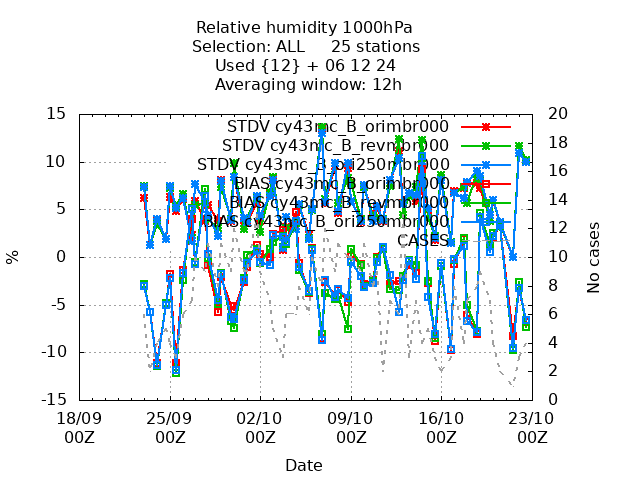 Relative humidity 1000hPa
Selection: ALL     25 stations
Used {12} + 06 12 24
Averaging window: 12h
STDV cy43mc_B_orimbr000
STDV cy43mc_B_revmbr000
STDV cy43mc_B_ori250mbr000
BIAS cy43mc_B_orimbr000
BIAS cy43mc_B_revmbr000
BIAS cy43mc_B_ori250mbr000
CASES
15
10
5
0
-5
-10
-15
%
20
18
16
14
12
10
8
6
4
2
0
No cases
18/09 25/09 02/10 09/10 16/10 23/10
00Z 00Z 00Z 00Z 00Z 00Z
Date